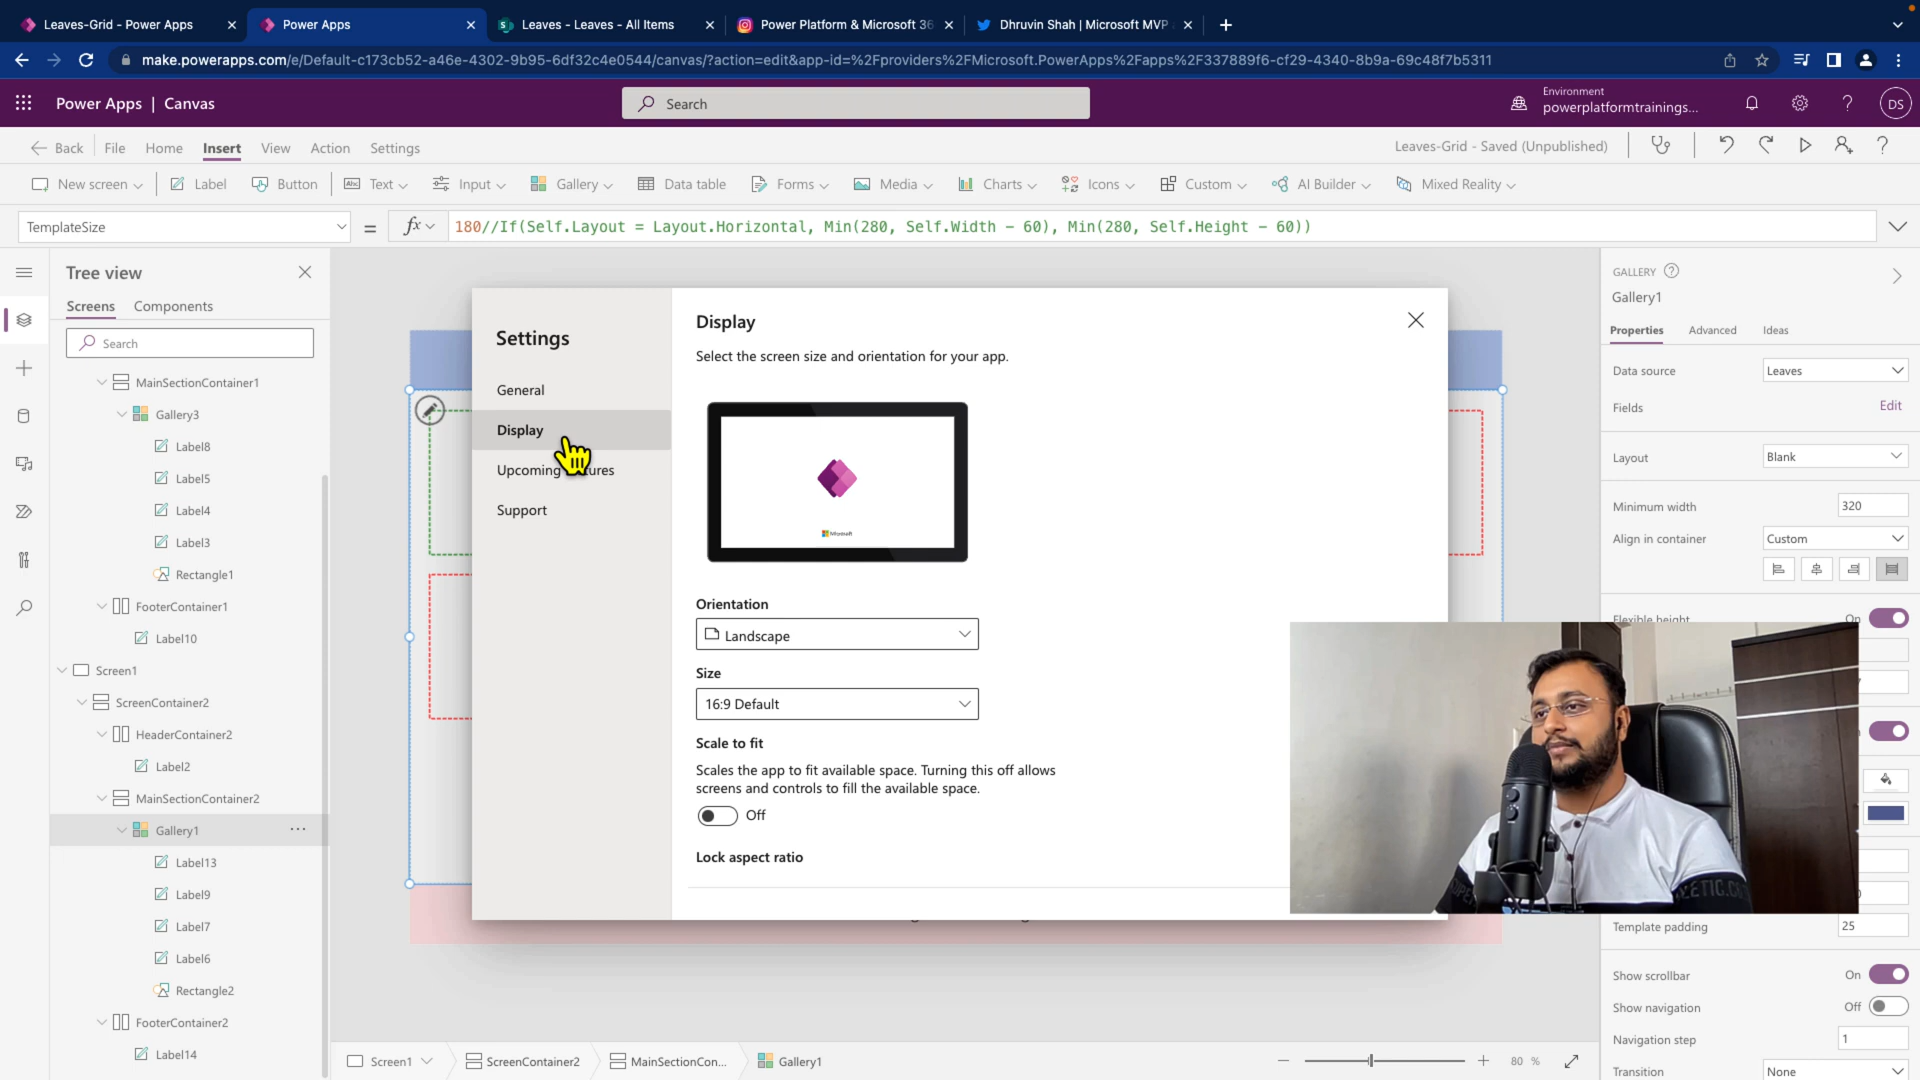 Leaves-Grid - Power Apps
Power Apps
Leaves - Leaves - All Items
Power Platform & Microsoft 36
Dhruvin Shah | Microsoft MVP
make.powerapps.com/e/Default-c173cb52-a46e-4302-9b95-6df32c4e0544/canvas/?action=edit&app-id=%2Fproviders%2FMicrosoft.PowerApps%2Fapps%2F337889f6-cf29-4340-8b9a-69c48f7b5311
Power Apps | Canvas
Search
Environment
powerplatformtrainings...
DS
Back
File
Home
Insert
View
Action
Settings
Leaves-Grid - Saved (Unpublished)
New screen
Label
Button
Text
Input
Gallery
Data table
Forms
Media
Charts
Icons
Custom
AI Builder
Mixed Reality
TemplateSize
=
fx
180//If(Self.Layout = Layout.Horizontal, Min(280, Self.Width - 60), Min(280, Self.Height - 60))
Tree view
Screens
Components
Search
MainSectionContainer1
Gallery3
Label8
Label5
Label4
Label3
Rectangle1
FooterContainer1
Label10
Screen1
ScreenContainer2
HeaderContainer2
Label2
MainSectionContainer2
Gallery1
Label13
Label9
Label7
Label6
Rectangle2
FooterContainer2
Label14
Settings
General
Display
Upcoming
Support
Display
Select the screen size and orientation for your app.
Microsoft
Orientation
Landscape
Size
16:9 Default
Scale to fit
Scales the app to fit available space. Turning this off allows
screens and controls to fill the available space.
Off
Lock aspect ratio
GALLERY
Gallery1
Properties
Advanced
Ideas
Data source
Leaves
Fields
Edit
Layout
Blank
Minimum width
320
Align in container
Custom
Flexible height
On
Template padding
25
Show scrollbar
On
Show navigation
Off
Navigation step
1
Transition
None
Screen1
ScreenContainer2
MainSectionCon...
Gallery1
80 %